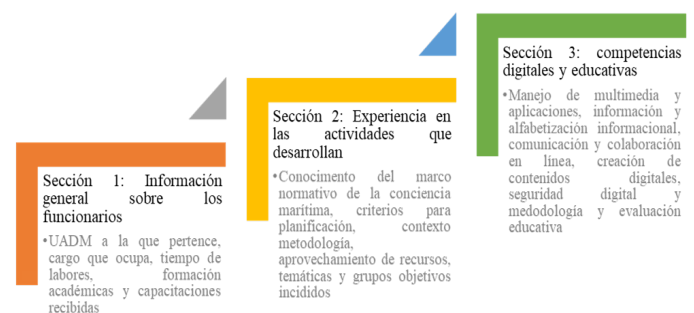 Sección 1: Información
general sobre los
funcionarios
•UADM a la que pertence,
cargo que ocupa, tiempo de
labores, formación
académicas y capacitaciones
recibidas
Sección 2: Experiencia en
las actividades que
desarrollan
•Conocimento del marco
normativo de la conciencia
marítima, criterios para
planificación, contexto
metodología,
aprovechamiento de recursos,
temáticas y grupos objetivos
incididos
Sección 3: competencias
digitales y educativas
•Manejo de multimedia y
aplicaciones, información y
alfabetización informacional,
comunicación y colaboración
en línea, creación de
contenidos digitales,
seguridad digital y
medodología y evaluación
educativa